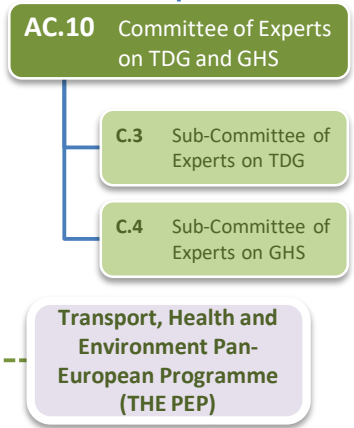 AC.10 Committee of Experts
on TDG and GHS
C.3 Sub-Committee of
Experts on TDG
C.4 Sub-Committee of
Experts on GHS
Transport, Health and
Environment Pan-
European Programme
(THE PEP)